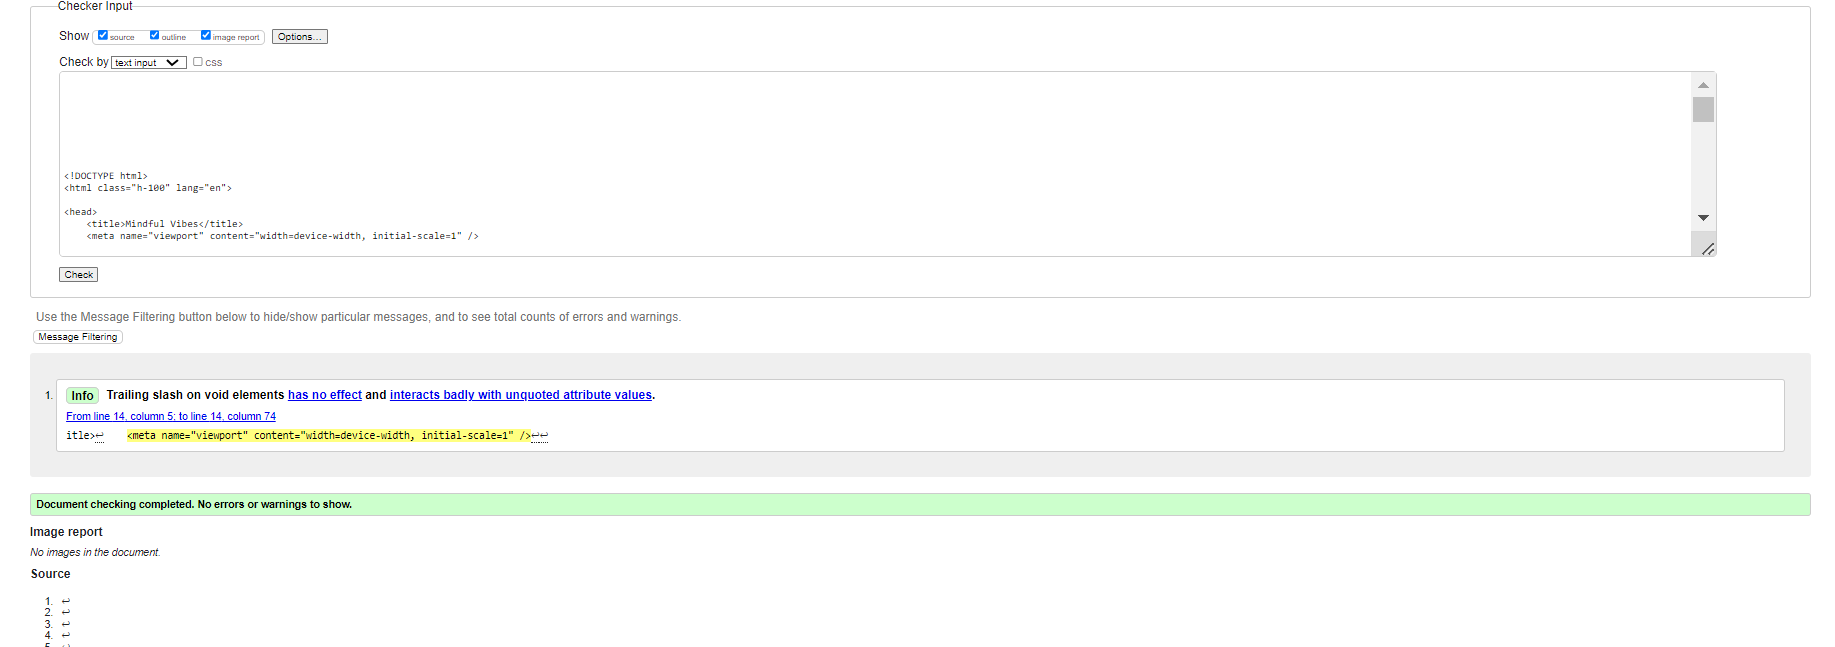 Checker Input
Show source outline image report Options...
Check by text input css
<!DOCTYPE html>
<html class="h-100" lang="en">
<head>
<title>Mindful Vibes</title>
<meta name="viewport" content="width=device-width, initial-scale=1" />
Check
Use the Message Filtering button below to hide/show particular messages, and to see total counts of errors and warnings.
Message Filtering
1. Info Trailing slash on void elements has no effect and interacts badly with unquoted attribute values.
From line 14, column 5; to line 14, column 74
itle>↩ <meta name="viewport" content="width=device-width, initial-scale=1" />↩↩
Document checking completed. No errors or warnings to show.
Image report
No images in the document.
Source
1. ↩
2. ↩
3. ↩
4. ↩
5. ↩